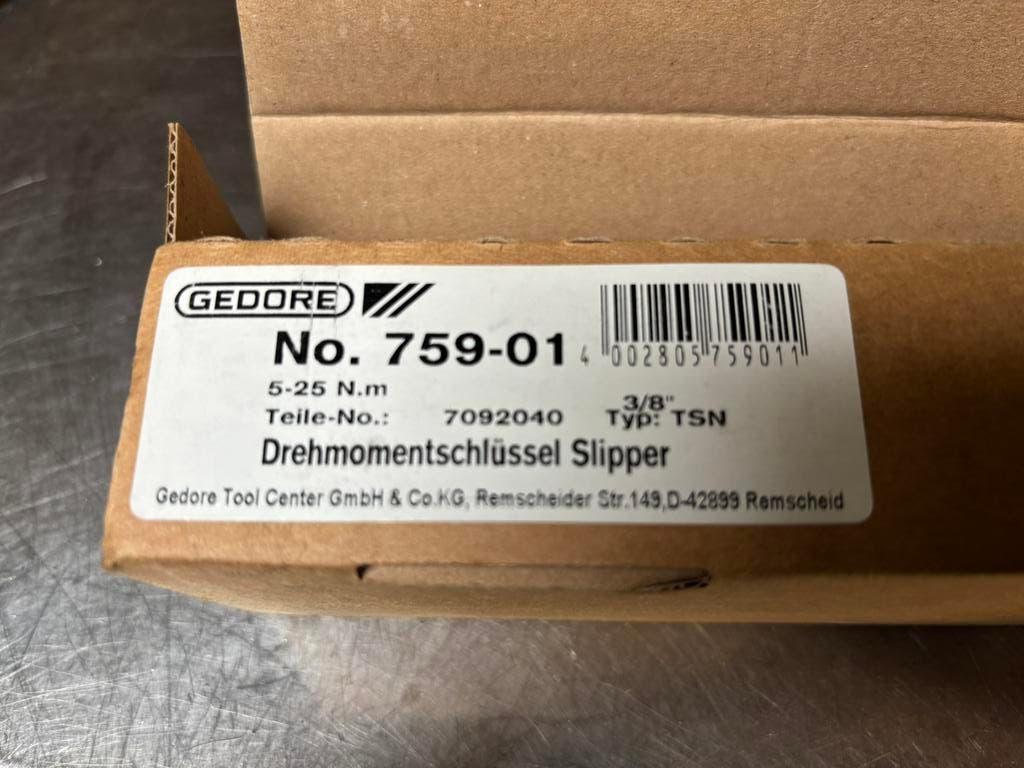 GEDORE
No. 759-01
4 002805 759011
5-25 N.m
3/8"
Teile-No.: 7092040 Typ: TSN
Drehmomentschlüssel Slipper
Gedore Tool Center GmbH & Co.KG, Remscheider Str.149,D-42899 Remscheid